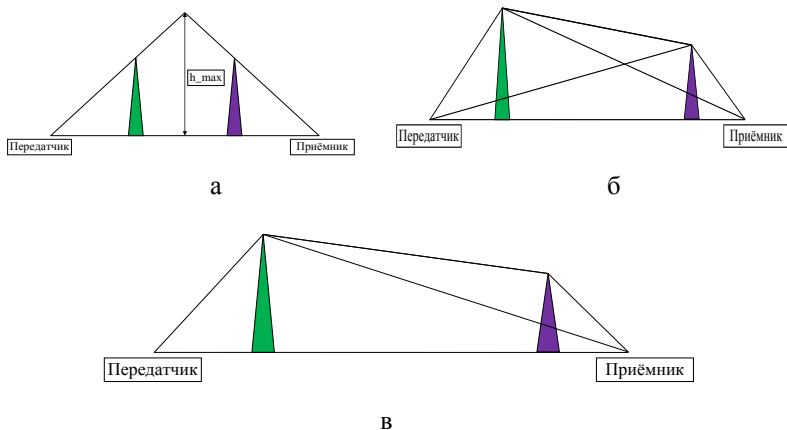 h_max
Передатчик
Приёмник
а
Передатчик
Приёмник
б
Передатчик
Приёмник
в